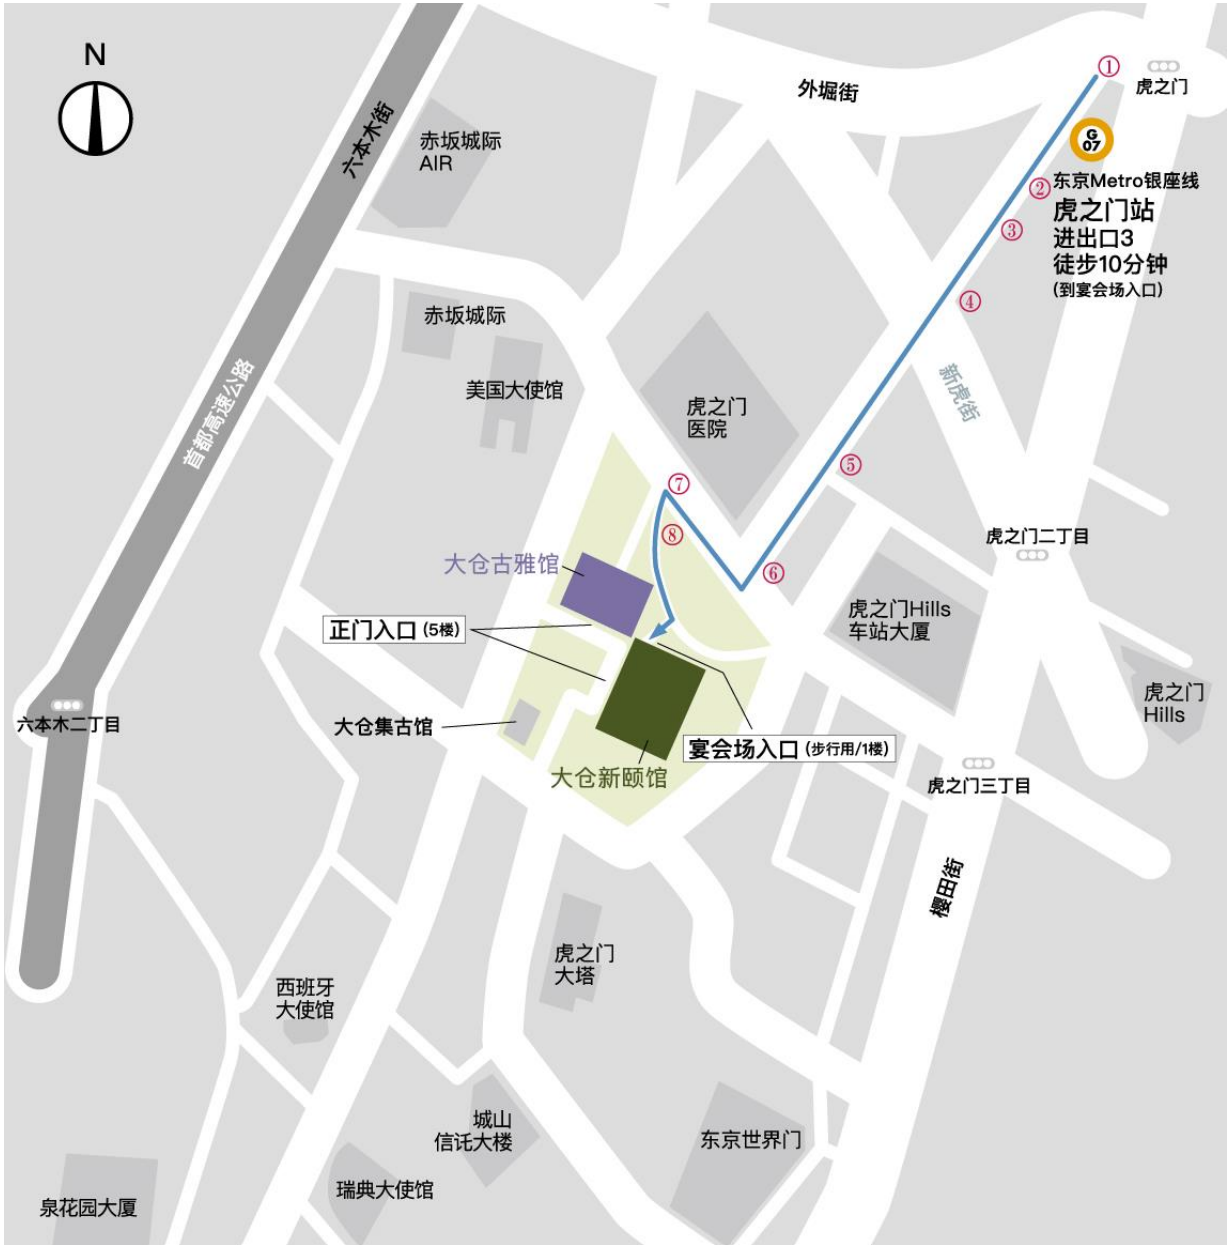 N
①
虎之门
外堀街
六本木街
赤坂城际
AIR
G
07
②
东京Metro银座线
虎之门站
进出口3
徒步10分钟
(到宴会场入口)
③
④
赤坂城际
美国大使馆
首都高速公路
新虎街
虎之门
医院
⑤
⑦
⑧
⑥
虎之门二丁目
大仓古雅馆
虎之门Hills
车站大厦
正门入口 (5楼)
虎之门
Hills
六本木二丁目
大仓集古馆
宴会场入口 (步行用/1楼)
大仓新颐馆
虎之门三丁目
櫻田街
虎之门
大塔
西班牙
大使馆
城山
信讬大楼
东京世界门
瑞典大使馆
泉花园大厦